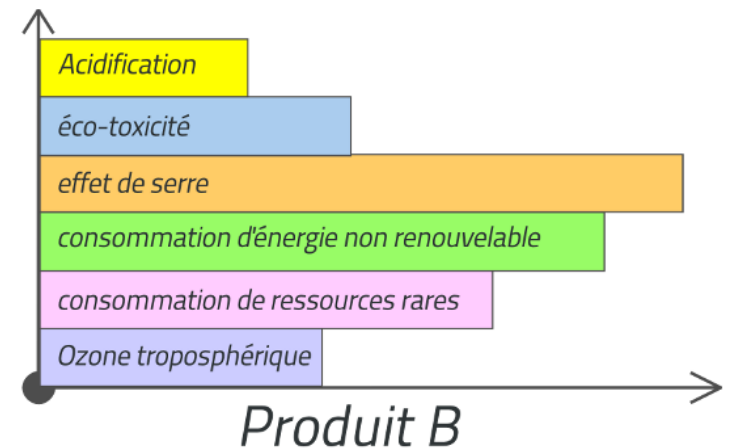 Acidification
éco-toxicité
effet de serre
consommation d'énergie non renouvelable
consommation de ressources rares
Ozone troposphérique
Produit B